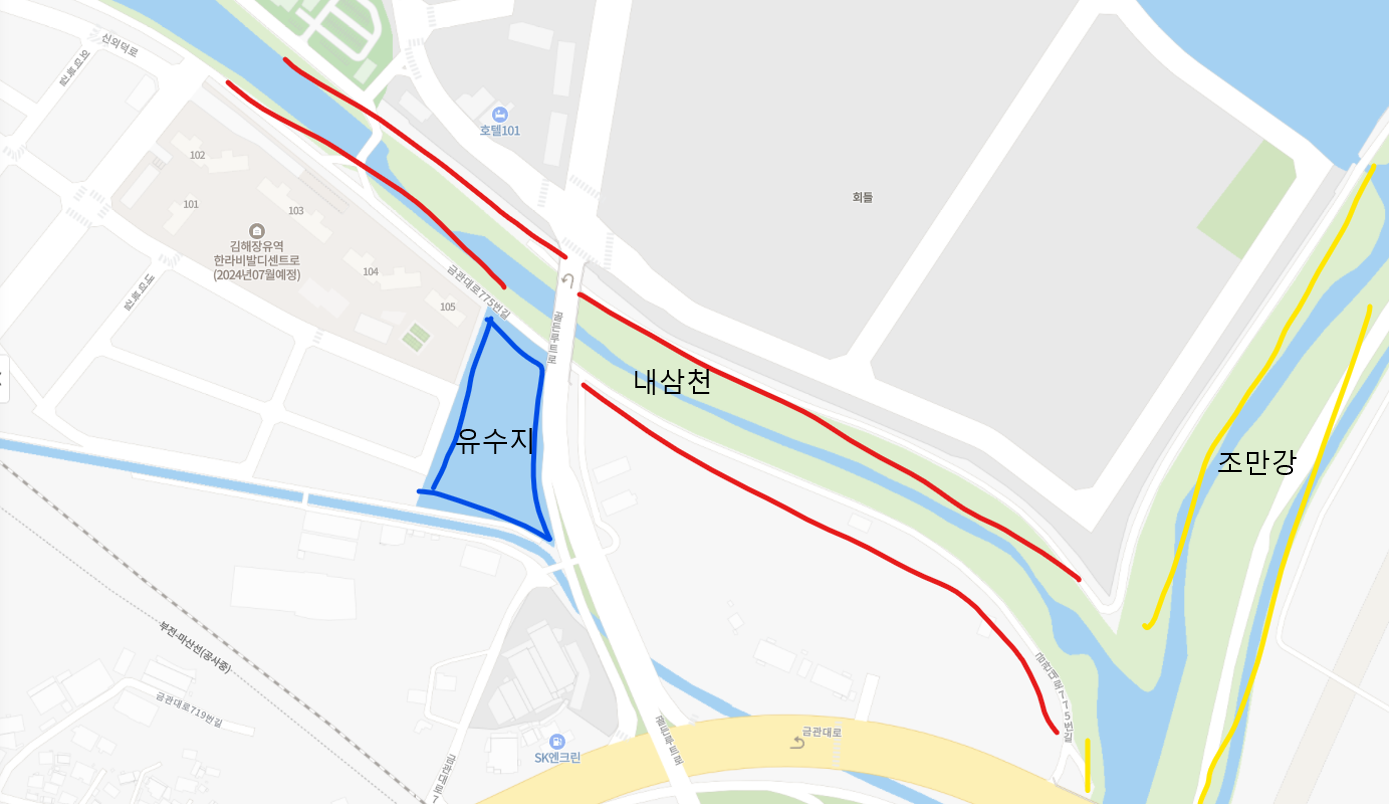 신외덕로
호텔101
102
회들
101
103
김해장유역
한라비발디센트로
(2024년07월예정)
104
금관대로775번길
105
내삼천
유수지
조만강
부전-마산선(공사중)
금관대로775번길
금관대로719번길
금관대로
SK엔크린